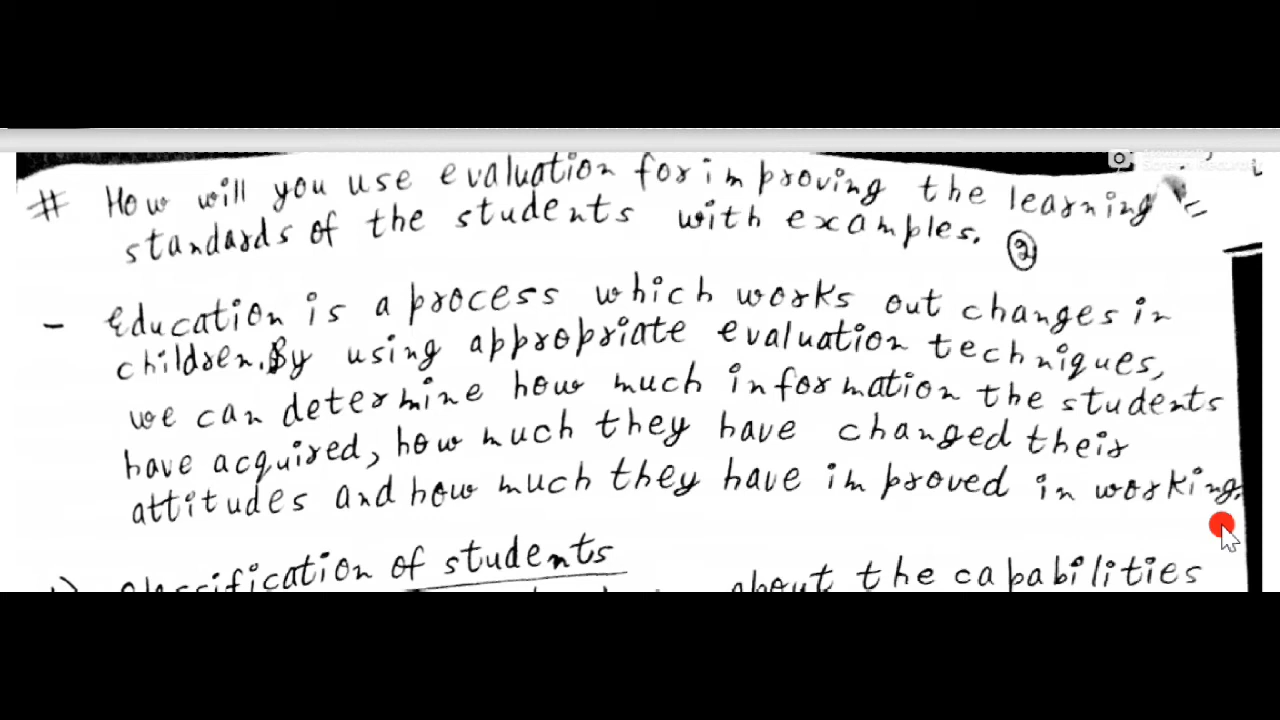 # How will you use evaluation for improving the learning
standards of the students with examples. 2
- Education is a process which works out changes in
children. By using appropriate evaluation techniques,
we can determine how much information the students
have acquired, how much they have changed their
attitudes and how much they have improved in working.
1) Classification of students
about the capabilities